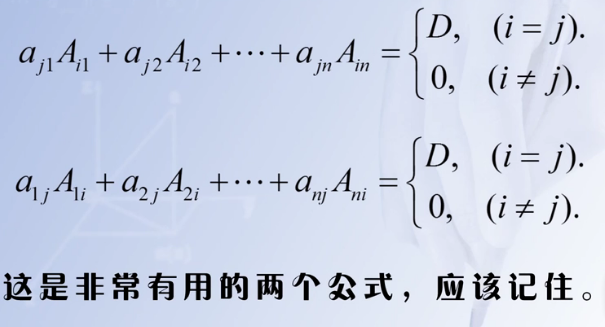 $a_{j1}A_{i1} + a_{j2}A_{i2} + \cdots + a_{jn}A_{in} = \begin{cases} D, & (i = j). \\ 0, & (i \neq j). \end{cases}$
$a_{1j}A_{1i} + a_{2j}A_{2i} + \cdots + a_{nj}A_{ni} = \begin{cases} D, & (i = j). \\ 0, & (i \neq j). \end{cases}$
这是非常有用的两个公式，应该记住。